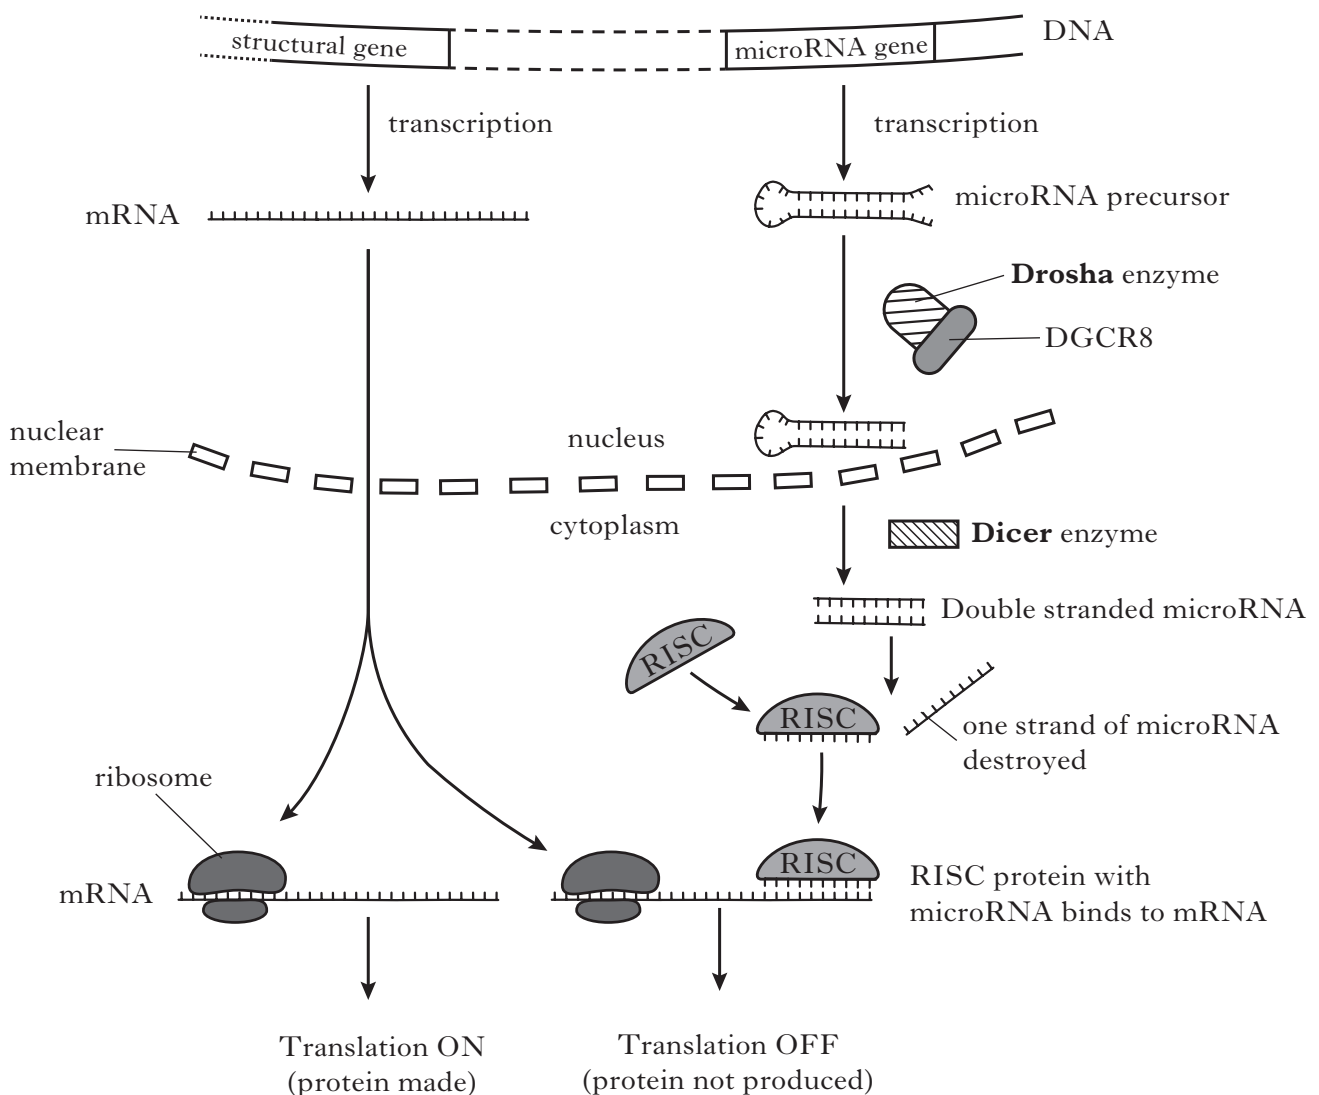 structural gene
microRNA gene
DNA
transcription
transcription
mRNA
microRNA precursor
Drosha enzyme
DGCR8
nuclear
membrane
nucleus
cytoplasm
Dicer enzyme
Double stranded microRNA
RISC
RISC
one strand of microRNA
destroyed
ribosome
RISC
mRNA
RISC protein with
microRNA binds to mRNA
Translation ON
(protein made)
Translation OFF
(protein not produced)